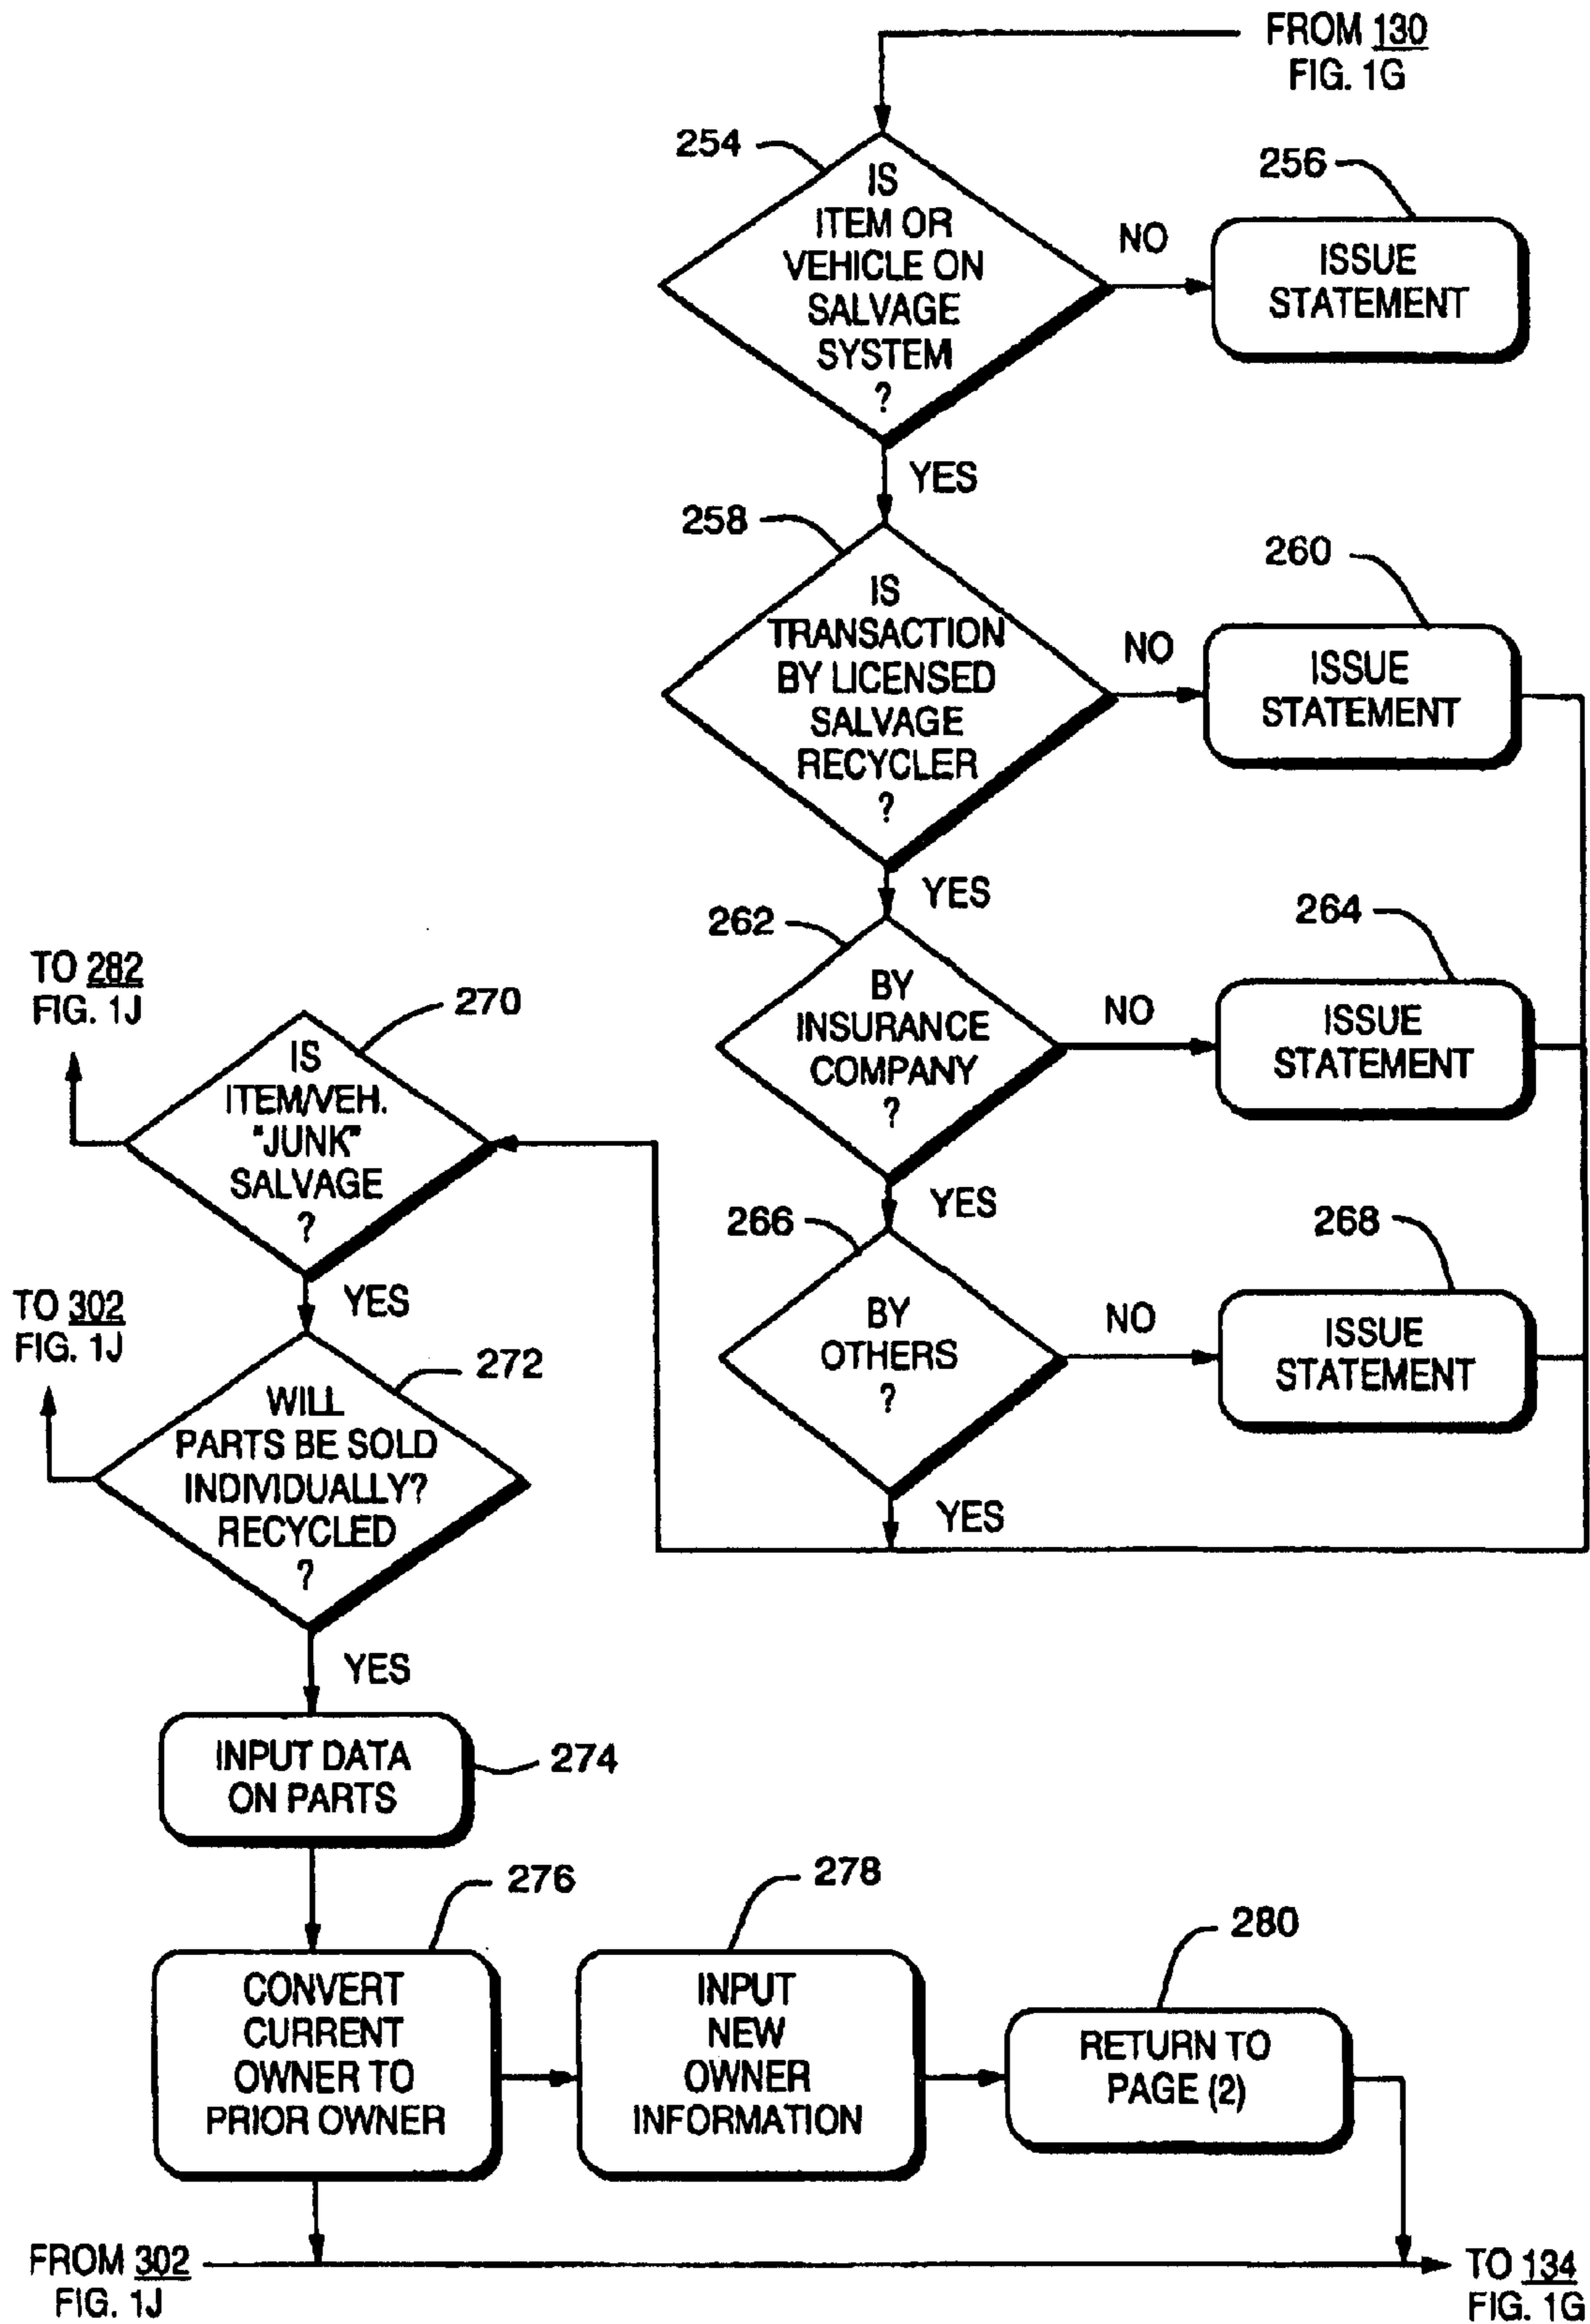 FROM 130
FIG. 1G
254
IS
ITEM OR
VEHICLE ON
SALVAGE
SYSTEM
?
NO
256
ISSUE
STATEMENT
YES
258
IS
TRANSACTION
BY LICENSED
SALVAGE
RECYCLER
?
NO
260
ISSUE
STATEMENT
YES
262
BY
INSURANCE
COMPANY
?
NO
264
ISSUE
STATEMENT
YES
266
BY
OTHERS
?
NO
268
ISSUE
STATEMENT
YES
TO 282
FIG. 1J
270
IS
ITEM/VEH.
"JUNK"
SALVAGE
?
YES
TO 302
FIG. 1J
272
WILL
PARTS BE SOLD
INDIVIDUALLY?
RECYCLED
?
YES
INPUT DATA
ON PARTS
274
276
CONVERT
CURRENT
OWNER TO
PRIOR OWNER
278
INPUT
NEW
OWNER
INFORMATION
280
RETURN TO
PAGE (2)
FROM 302
FIG. 1J
TO 134
FIG. 1G